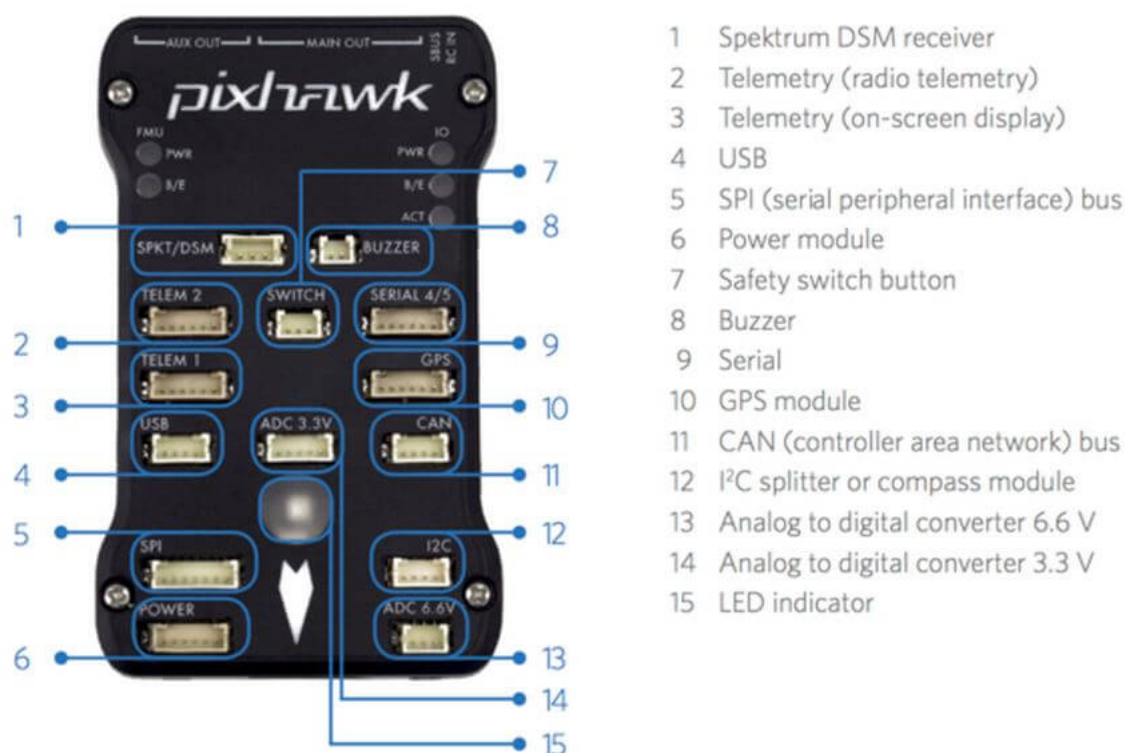 AUX OUT MAIN OUT SBUS
RC IN
pixhawk
FMU IO
PWR PWR
B/E B/E
ACT
SPKT/DSM BUZZER
TELEM 2 SWITCH SERIAL 4/5
TELEM 1 GPS
USB ADC 3.3V CAN
SPI I2C
POWER ADC 6.6V
1
2
3
4
5
6
7
8
9
10
11
12
13
14
15
1 Spektrum DSM receiver
2 Telemetry (radio telemetry)
3 Telemetry (on-screen display)
4 USB
5 SPI (serial peripheral interface) bus
6 Power module
7 Safety switch button
8 Buzzer
9 Serial
10 GPS module
11 CAN (controller area network) bus
12 I²C splitter or compass module
13 Analog to digital converter 6.6 V
14 Analog to digital converter 3.3 V
15 LED indicator